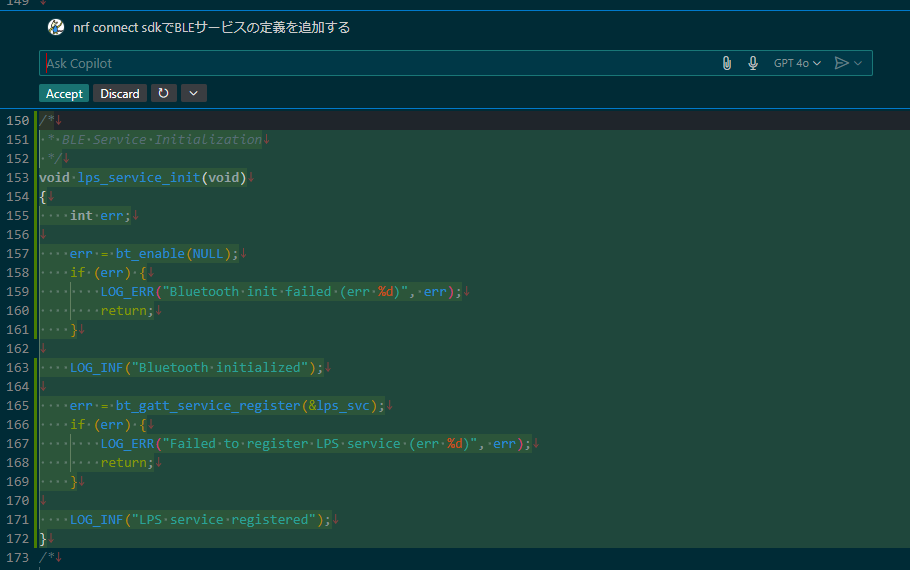 149
nrf connect sdkでBLEサービスの定義を追加する
Ask Copilot GPT 4o
Accept Discard
150 /*↓
151 ・*・BLE・Service・Initialization↓
152 ・*/↓
153 void・lps_service_init(void)↓
154 {↓
155 ・・・・int・err;↓
156 ↓
157 ・・・・err・=・bt_enable(NULL);↓
158 ・・・・if・(err)・{↓
159 ・・・・・・・・LOG_ERR("Bluetooth・init・failed・(err・%d)",・err);↓
160 ・・・・・・・・return;↓
161 ・・・・}↓
162 ↓
163 ・・・・LOG_INF("Bluetooth・initialized");↓
164 ↓
165 ・・・・err・=・bt_gatt_service_register(&lps_svc);↓
166 ・・・・if・(err)・{↓
167 ・・・・・・・・LOG_ERR("Failed・to・register・LPS・service・(err・%d)",・err);↓
168 ・・・・・・・・return;↓
169 ・・・・}↓
170 ↓
171 ・・・・LOG_INF("LPS・service・registered");↓
172 }↓
173 /*↓